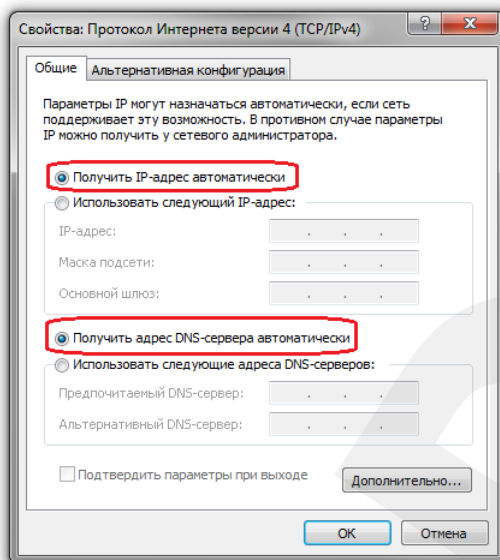 Свойства: Протокол Интернета версии 4 (TCP/IPv4)
Общие Альтернативная конфигурация
Параметры IP могут назначаться автоматически, если сеть
поддерживает эту возможность. В противном случае параметры
IP можно получить у сетевого администратора.
Получить IP-адрес автоматически
Использовать следующий IP-адрес:
IP-адрес:
Маска подсети:
Основной шлюз:
Получить адрес DNS-сервера автоматически
Использовать следующие адреса DNS-серверов:
Предпочитаемый DNS-сервер:
Альтернативный DNS-сервер:
Подтвердить параметры при выходе
Дополнительно...
ОК Отмена